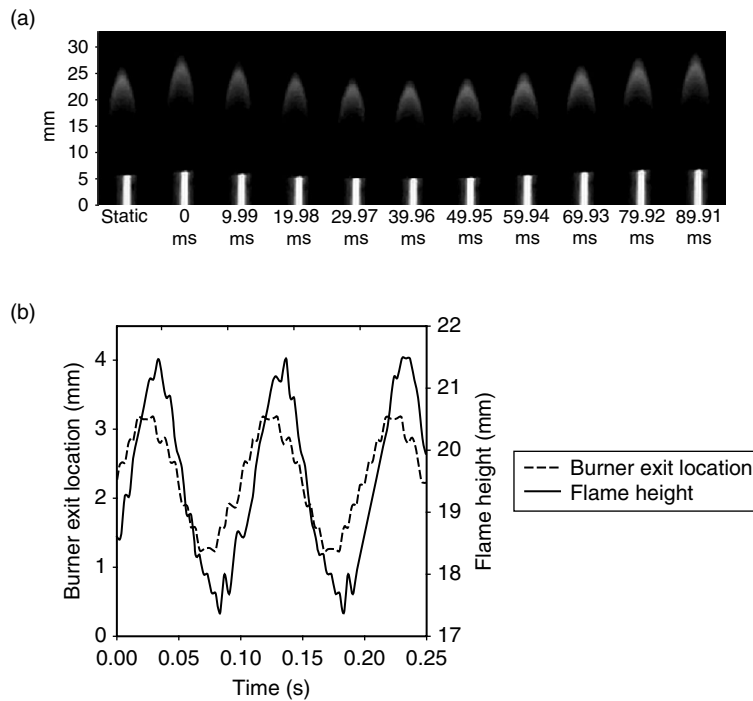 (a)
30
25
20
15
10
5
0
mm
Static 0 ms 9.99 ms 19.98 ms 29.97 ms 39.96 ms 49.95 ms 59.94 ms 69.93 ms 79.92 ms 89.91 ms
(b)
4
3
2
1
0
Burner exit location (mm)
22
21
20
19
18
17
Flame height (mm)
0.00 0.05 0.10 0.15 0.20 0.25
Time (s)
Burner exit location
Flame height